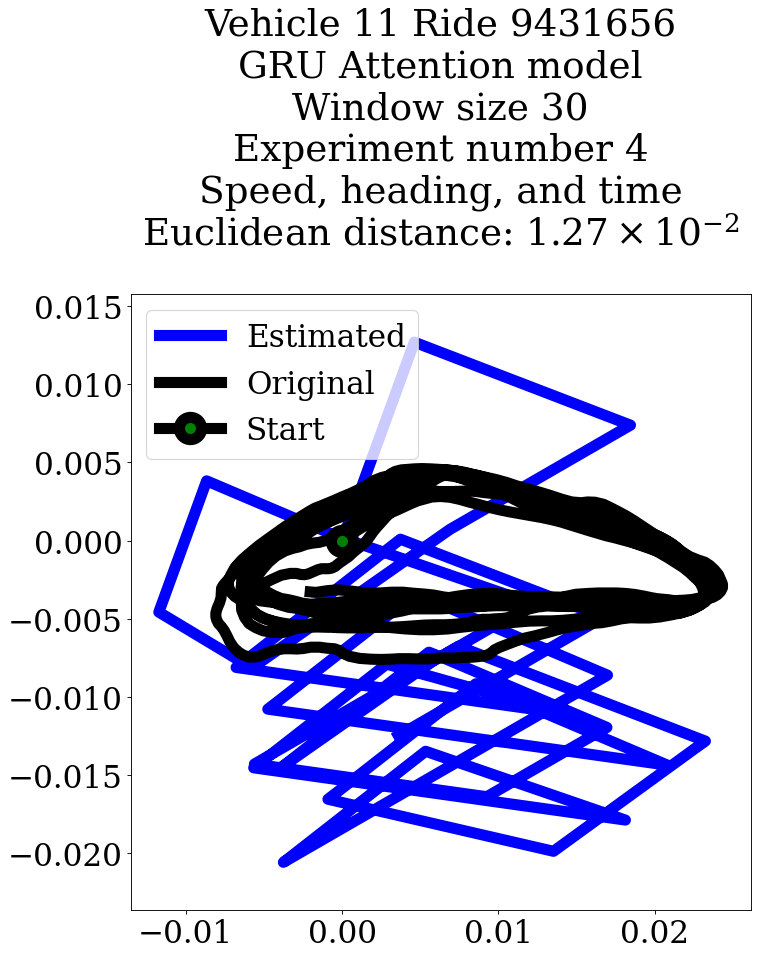 Vehicle 11 Ride 9431656
GRU Attention model
Window size 30
Experiment number 4
Speed, heading, and time
Euclidean distance: 1.27 × 10⁻²
Estimated
Original
Start
0.015
0.010
0.005
0.000
−0.005
−0.010
−0.015
−0.020
−0.01
0.00
0.01
0.02